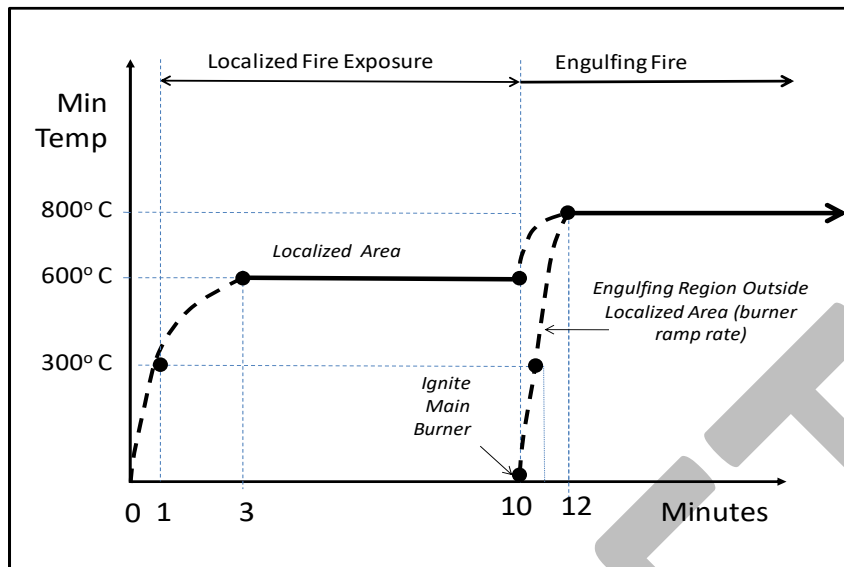 Localized Fire Exposure
Engulfing Fire
Min
Temp
800° C
Localized Area
600° C
Engulfing Region Outside
Localized Area (burner
ramp rate)
300° C
Ignite
Main
Burner
0
1
3
10
12
Minutes